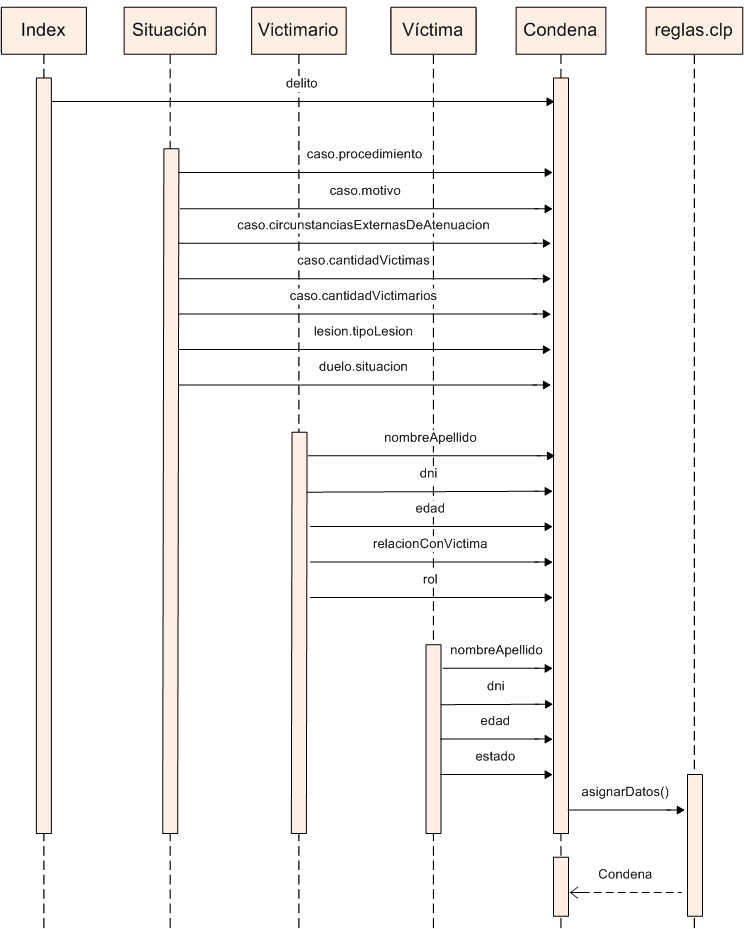 Index
Situación
Victimario
Víctima
Condena
reglas.clp
delito
caso.procedimiento
caso.motivo
caso.circunstanciasExternasDeAtenuacion
caso.cantidadVictimas
caso.cantidadVictimarios
lesion.tipoLesion
duelo.situacion
nombreApellido
dni
edad
relacionConVictima
rol
nombreApellido
dni
edad
estado
asignarDatos()
Condena